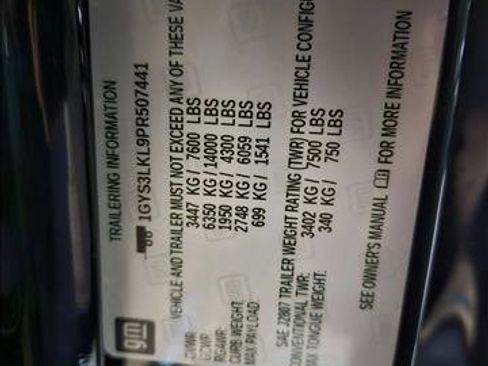 gm
TRAILERING INFORMATION
1GYS3LKL9PR507441
VEHICLE AND TRAILER MUST NOT EXCEED ANY OF THESE VA
GVWR: 3447 KG/ 7600 LBS
GCWR: 6350 KG/ 14000 LBS
RGAWR: 1950 KG/ 4300 LBS
CURB WEIGHT: 2748 KG/ 6059 LBS
MAX PAYLOAD: 699 KG/ 1541 LBS
SAE J2807 TRAILER WEIGHT RATING (TWR) FOR VEHICLE CONFIG
CONVENTIONAL TWR: 3402 KG/ 7500 LBS
MAX TONGUE WEIGHT: 340 KG/ 750 LBS
SEE OWNER'S MANUAL FOR MORE INFORMATION